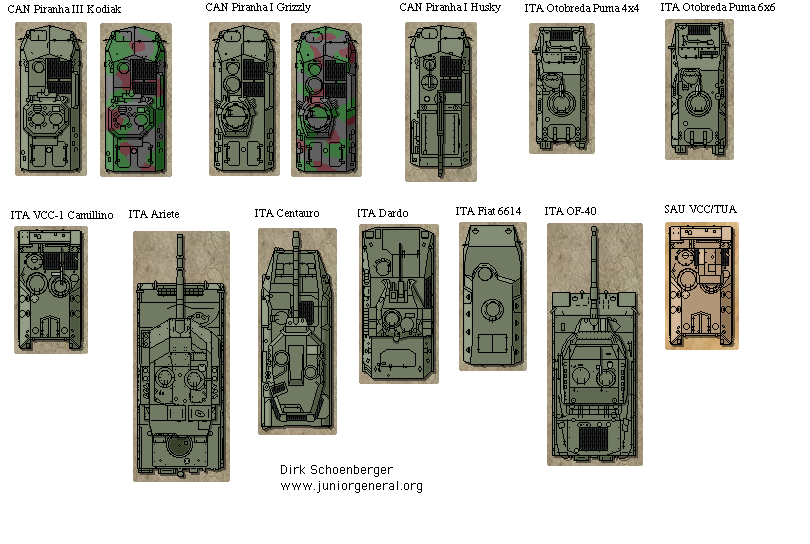 CAN Piranha III Kodiak
CAN Piranha I Grizzly
CAN Piranha I Husky
ITA Otobreda Puma 4x4
ITA Otobreda Puma 6x6
ITA VCC-1 Camillino
ITA Ariete
ITA Centauro
ITA Dardo
ITA Fiat 6614
ITA OF-40
SAU VCC/TUA
Dirk Schoenberger
www.juniorgeneral.org